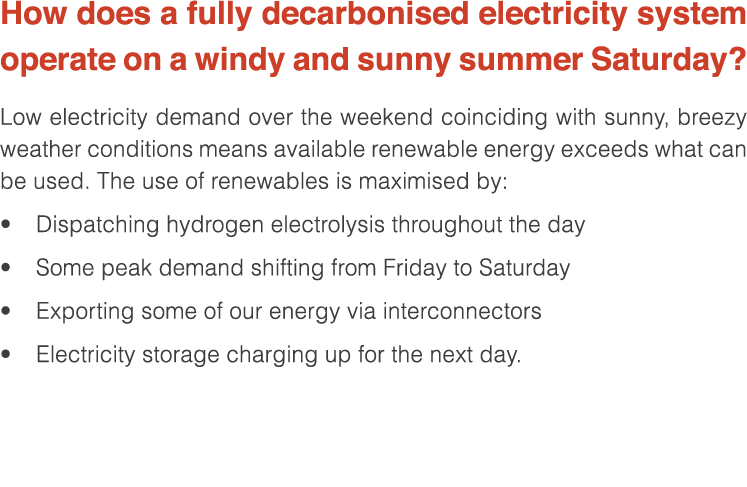 How does a fully decarbonised electricity system
operate on a windy and sunny summer Saturday?
Low electricity demand over the weekend coinciding with sunny, breezy
weather conditions means available renewable energy exceeds what can
be used. The use of renewables is maximised by:
• Dispatching hydrogen electrolysis throughout the day
• Some peak demand shifting from Friday to Saturday
• Exporting some of our energy via interconnectors
• Electricity storage charging up for the next day.